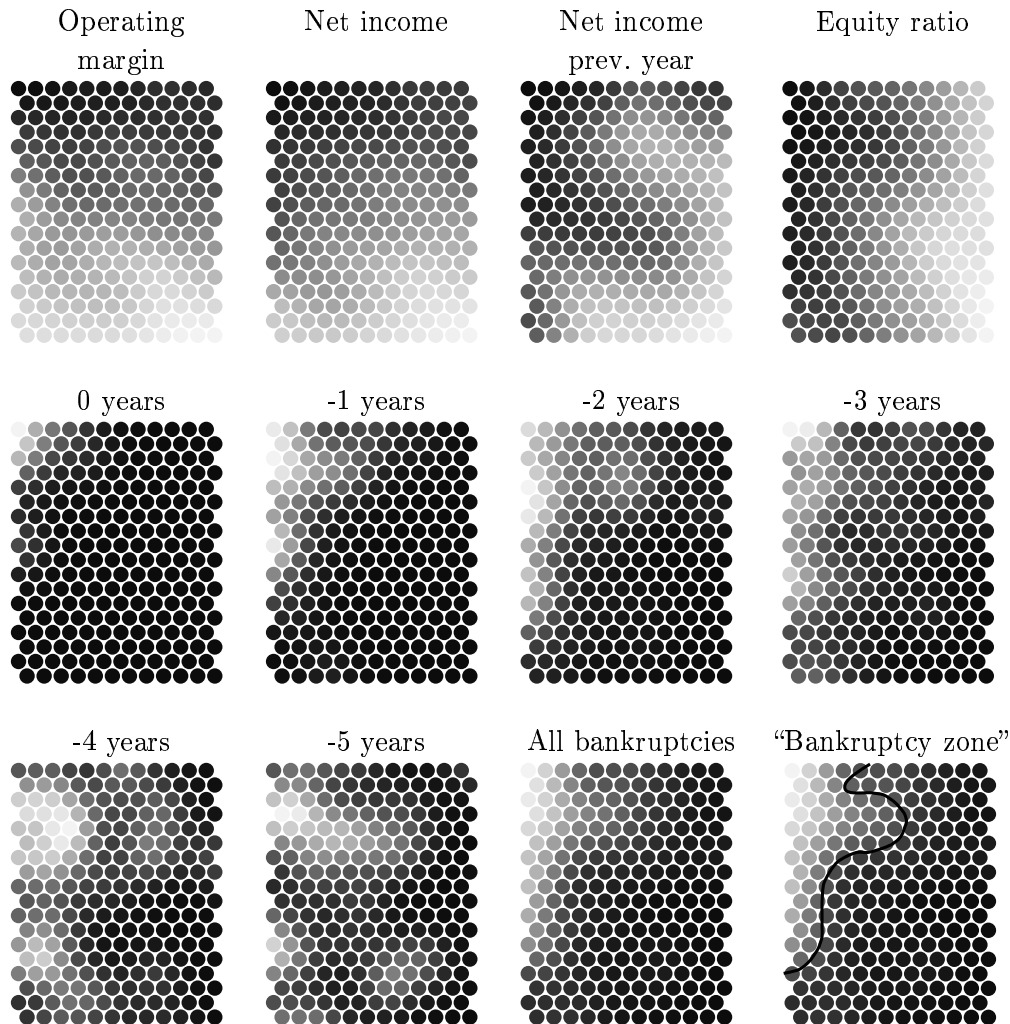 Operating
margin
Net income
Net income
prev. year
Equity ratio
0 years
-1 years
-2 years
-3 years
-4 years
-5 years
All bankruptcies
“Bankruptcy zone”